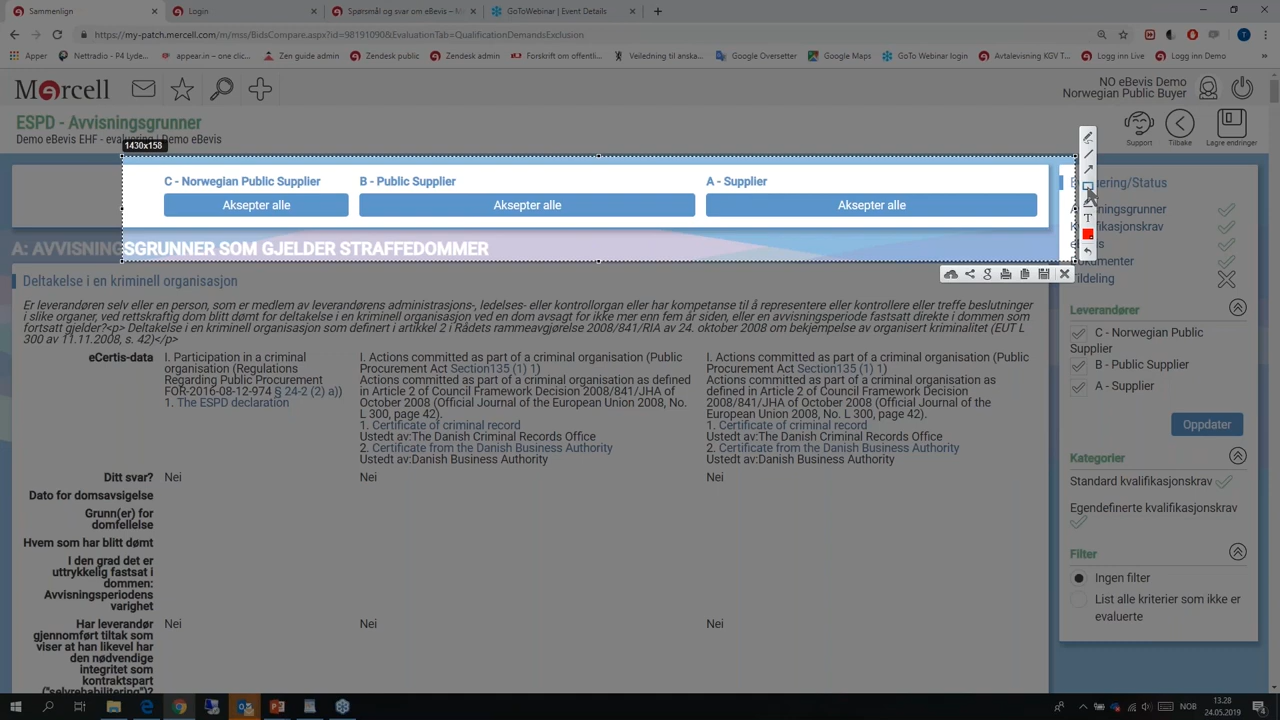 Sammenlign
Login
Spørsmål og svar om eBevis – M
GoToWebinar | Event Details
https://my-patch.mercell.com/m/mss/BidsCompare.aspx?id=98191090&EvaluationTab=QualificationDemandsExclusion
Apper
Nettradio - P4 Lyde...
appear.in – one clic...
Zen guide admin
Zendesk public
Zendesk admin
Forskrift om offentli...
Veiledning til anska...
Google Oversetter
Google Maps
GoTo Webinar login
Avtalevisning KGV T...
Logg inn Live
Logg inn Demo
»
Mercell
NO eBevis Demo
Norwegian Public Buyer
ESPD - Avvisningsgrunner
Demo eBevis EHF - evaluering | Demo eBevis
Support
Tilbake
Lagre endringer
1430x158
C - Norwegian Public Supplier
B - Public Supplier
A - Supplier
Aksepter alle
Aksepter alle
Aksepter alle
A: AVVISNINGSGRUNNER SOM GJELDER STRAFFEDOMMER
Deltakelse i en kriminell organisasjon
Er leverandøren selv eller en person, som er medlem av leverandørens administrasjons-, ledelses- eller kontrollorgan eller har kompetanse til å representere eller kontrollere eller treffe beslutninger
i slike organer, ved rettskraftig dom blitt dømt for deltakelse i en kriminell organisasjon ved en dom avsagt for ikke mer enn fem år siden, eller en avvisningsperiode fastsatt direkte i dommen som
fortsatt gjelder?<p> Deltakelse i en kriminell organisasjon som definert i artikkel 2 i Rådets rammeavgjørelse 2008/841/RIA av 24. oktober 2008 om bekjempelse av organisert kriminalitet (EUT L
300 av 11.11.2008, s. 42)</p>
eCertis-data
I. Participation in a criminal
organisation (Regulations
Regarding Public Procurement
FOR-2016-08-12-974 § 24-2 (2) a))
1. The ESPD declaration
I. Actions committed as part of a criminal organisation (Public
Procurement Act Section135 (1) 1)
Actions committed as part of a criminal organisation as defined
in Article 2 of Council Framework Decision 2008/841/JHA of
October 2008 (Official Journal of the European Union 2008, No.
L 300, page 42).
1. Certificate of criminal record
Ustedt av:The Danish Criminal Records Office
2. Certificate from the Danish Business Authority
Ustedt av:Danish Business Authority
I. Actions committed as part of a criminal organisation (Public
Procurement Act Section135 (1) 1)
Actions committed as part of a criminal organisation as
defined in Article 2 of Council Framework Decision
2008/841/JHA of October 2008 (Official Journal of the
European Union 2008, No. L 300, page 42).
1. Certificate of criminal record
Ustedt av:The Danish Criminal Records Office
2. Certificate from the Danish Business Authority
Ustedt av:Danish Business Authority
Ditt svar?
Nei
Nei
Nei
Dato for domsavsigelse
Grunn(er) for
domfellelse
Hvem som har blitt dømt
I den grad det er
uttrykkelig fastsat i
dommen:
Avvisningsperiodens
varighet
Har leverandør
gjennomført tiltak som
viser at han likevel har
den nødvendige
integritet som
kontraktspart
("selvrehabilitering")?
Nei
Nei
Nei
ering/Status
ningsgrunner
fikasjonskrav
Dokumenter
Tildeling
Leverandører
C - Norwegian Public
Supplier
B - Public Supplier
A - Supplier
Oppdater
Kategorier
Standard kvalifikasjonskrav
Egendefinerte kvalifikasjonskrav
Filter
Ingen filter
List alle kriterier som ikke er
evaluerte
NOB
13.28
24.05.2019